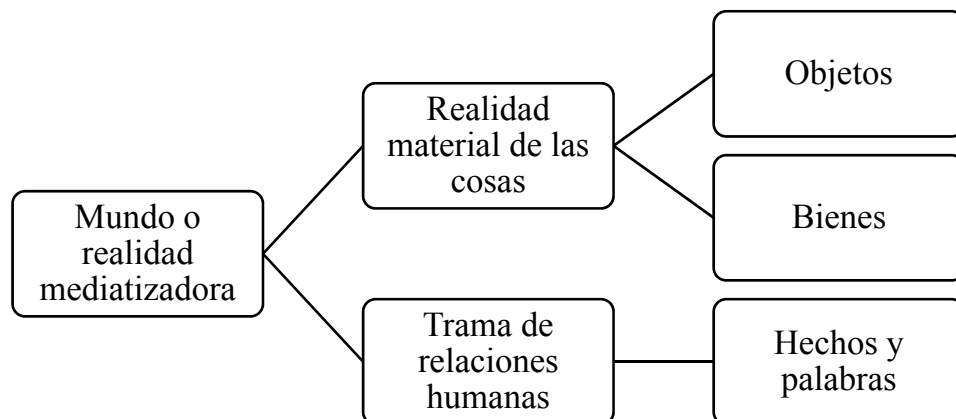 Mundo o
realidad
mediatizadora
Realidad
material de las
cosas
Objetos
Bienes
Trama de
relaciones
humanas
Hechos y
palabras